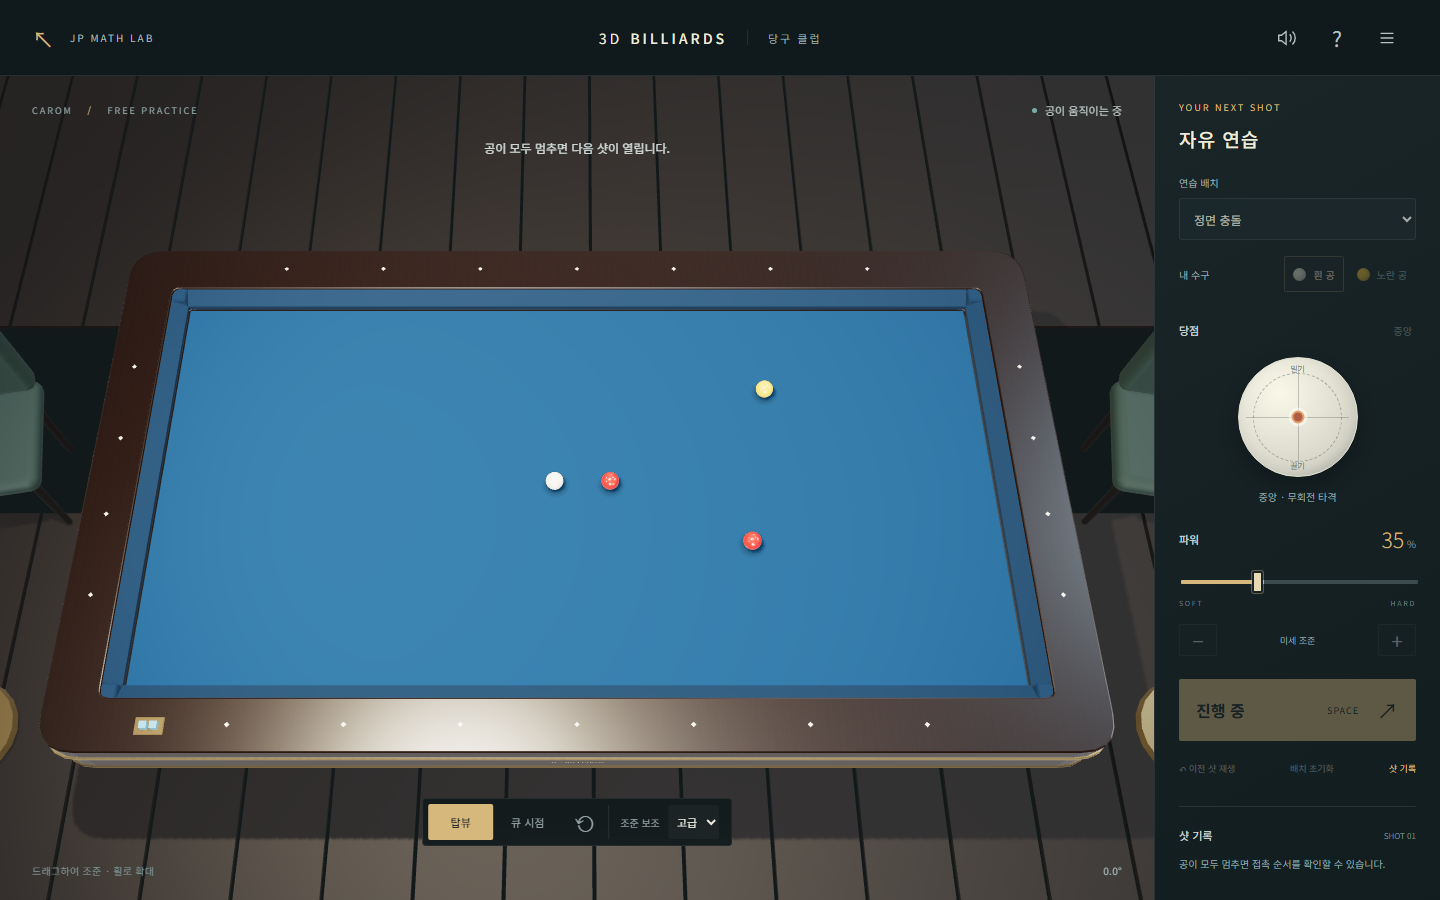 JP MATH LAB
3D BILLIARDS
당구 클럽
?
CAROM / FREE PRACTICE
공이 움직이는 중
공이 모두 멈추면 다음 샷이 열립니다.
YOUR NEXT SHOT
자유 연습
연습 배치
정면 충돌
내 수구
흰 공
노란 공
당점
중앙
밀기
끌기
중앙 · 무회전 타격
파워
35 %
SOFT
HARD
− 미세 조준 +
진행 중
SPACE
이전 샷 재생
배치 초기화
샷 기록
샷 기록
SHOT 01
공이 모두 멈추면 접촉 순서를 확인할 수 있습니다.
탑뷰
큐 시점
조준 보조
고급
드래그하여 조준 · 휠로 확대
0.0°